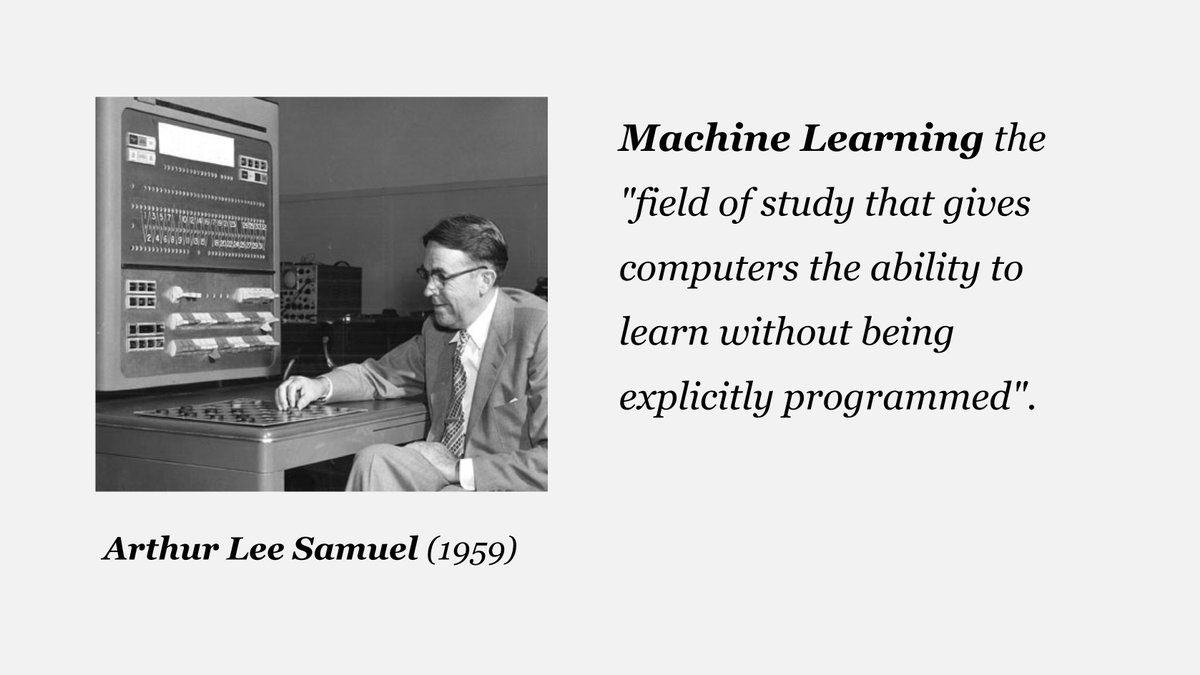 Machine Learning the
"field of study that gives
computers the ability to
learn without being
explicitly programmed".
Arthur Lee Samuel (1959)